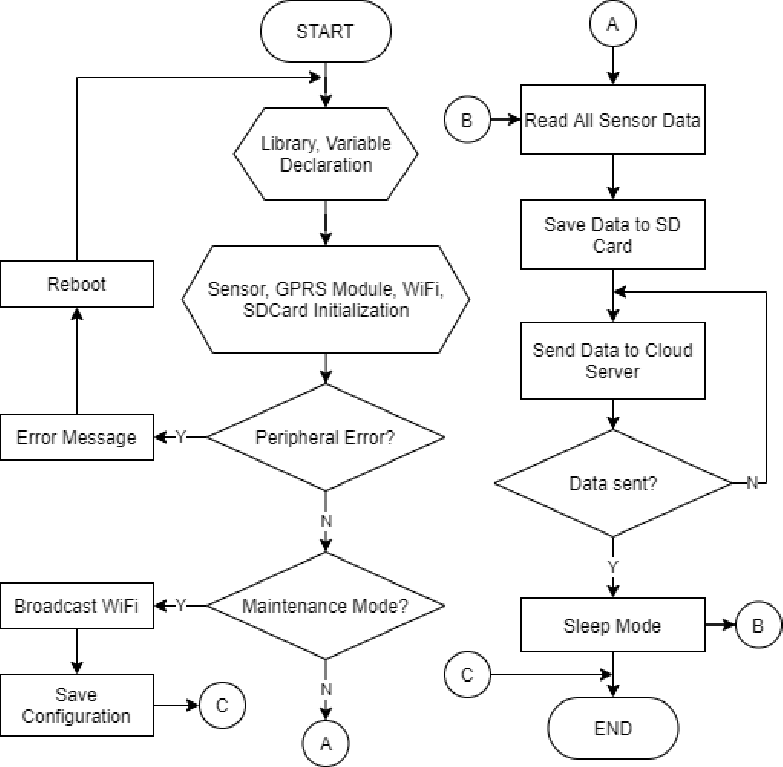 START
Library, Variable
Declaration
Sensor, GPRS Module, WiFi,
SDCard Initialization
Reboot
Peripheral Error?
Y
Error Message
N
Maintenance Mode?
Y
Broadcast WiFi
Save
Configuration
C
N
A
A
B
Read All Sensor Data
Save Data to SD
Card
Send Data to Cloud
Server
Data sent?
N
Y
Sleep Mode
B
C
END